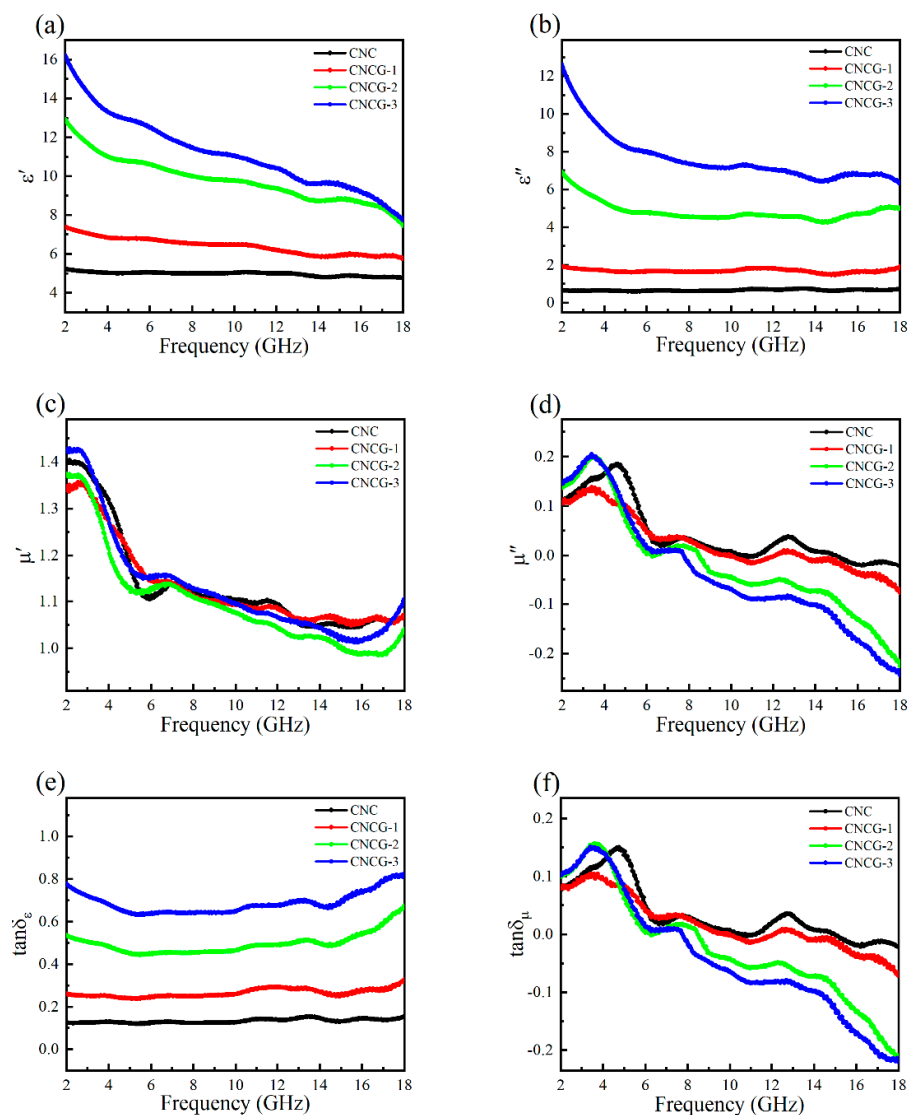 (a)
CNC
CNCG-1
CNCG-2
CNCG-3
16
14
12
10
8
6
4
ε′
2 4 6 8 10 12 14 16 18
Frequency (GHz)
(b)
CNC
CNCG-1
CNCG-2
CNCG-3
12
10
8
6
4
2
0
ε″
2 4 6 8 10 12 14 16 18
Frequency (GHz)
(c)
CNC
CNCG-1
CNCG-2
CNCG-3
1.4
1.3
1.2
1.1
1.0
μ′
2 4 6 8 10 12 14 16 18
Frequency (GHz)
(d)
CNC
CNCG-1
CNCG-2
CNCG-3
0.2
0.1
0.0
-0.1
-0.2
μ″
2 4 6 8 10 12 14 16 18
Frequency (GHz)
(e)
CNC
CNCG-1
CNCG-2
CNCG-3
1.0
0.8
0.6
0.4
0.2
0.0
tanδε
2 4 6 8 10 12 14 16 18
Frequency (GHz)
(f)
CNC
CNCG-1
CNCG-2
CNCG-3
0.2
0.1
0.0
-0.1
-0.2
tanδμ
2 4 6 8 10 12 14 16 18
Frequency (GHz)